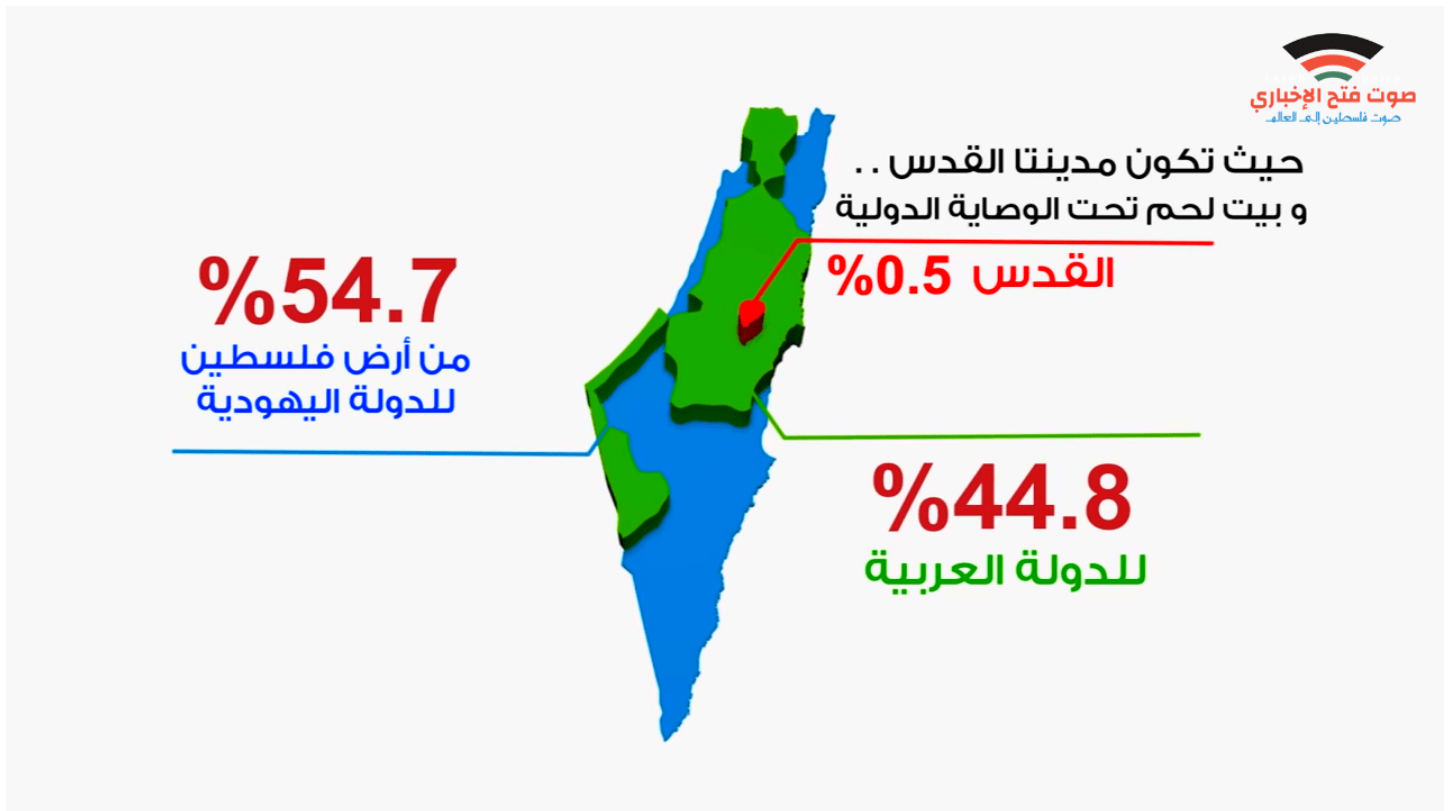 صوت فتح الإخباري
صوت فلسطين إلى العالم
حيث تكون مدينتا القدس . .
و بيت لحم تحت الوصاية الدولية
القدس 0.5%
%54.7
من أرض فلسطين
للدولة اليهودية
%44.8
للدولة العربية